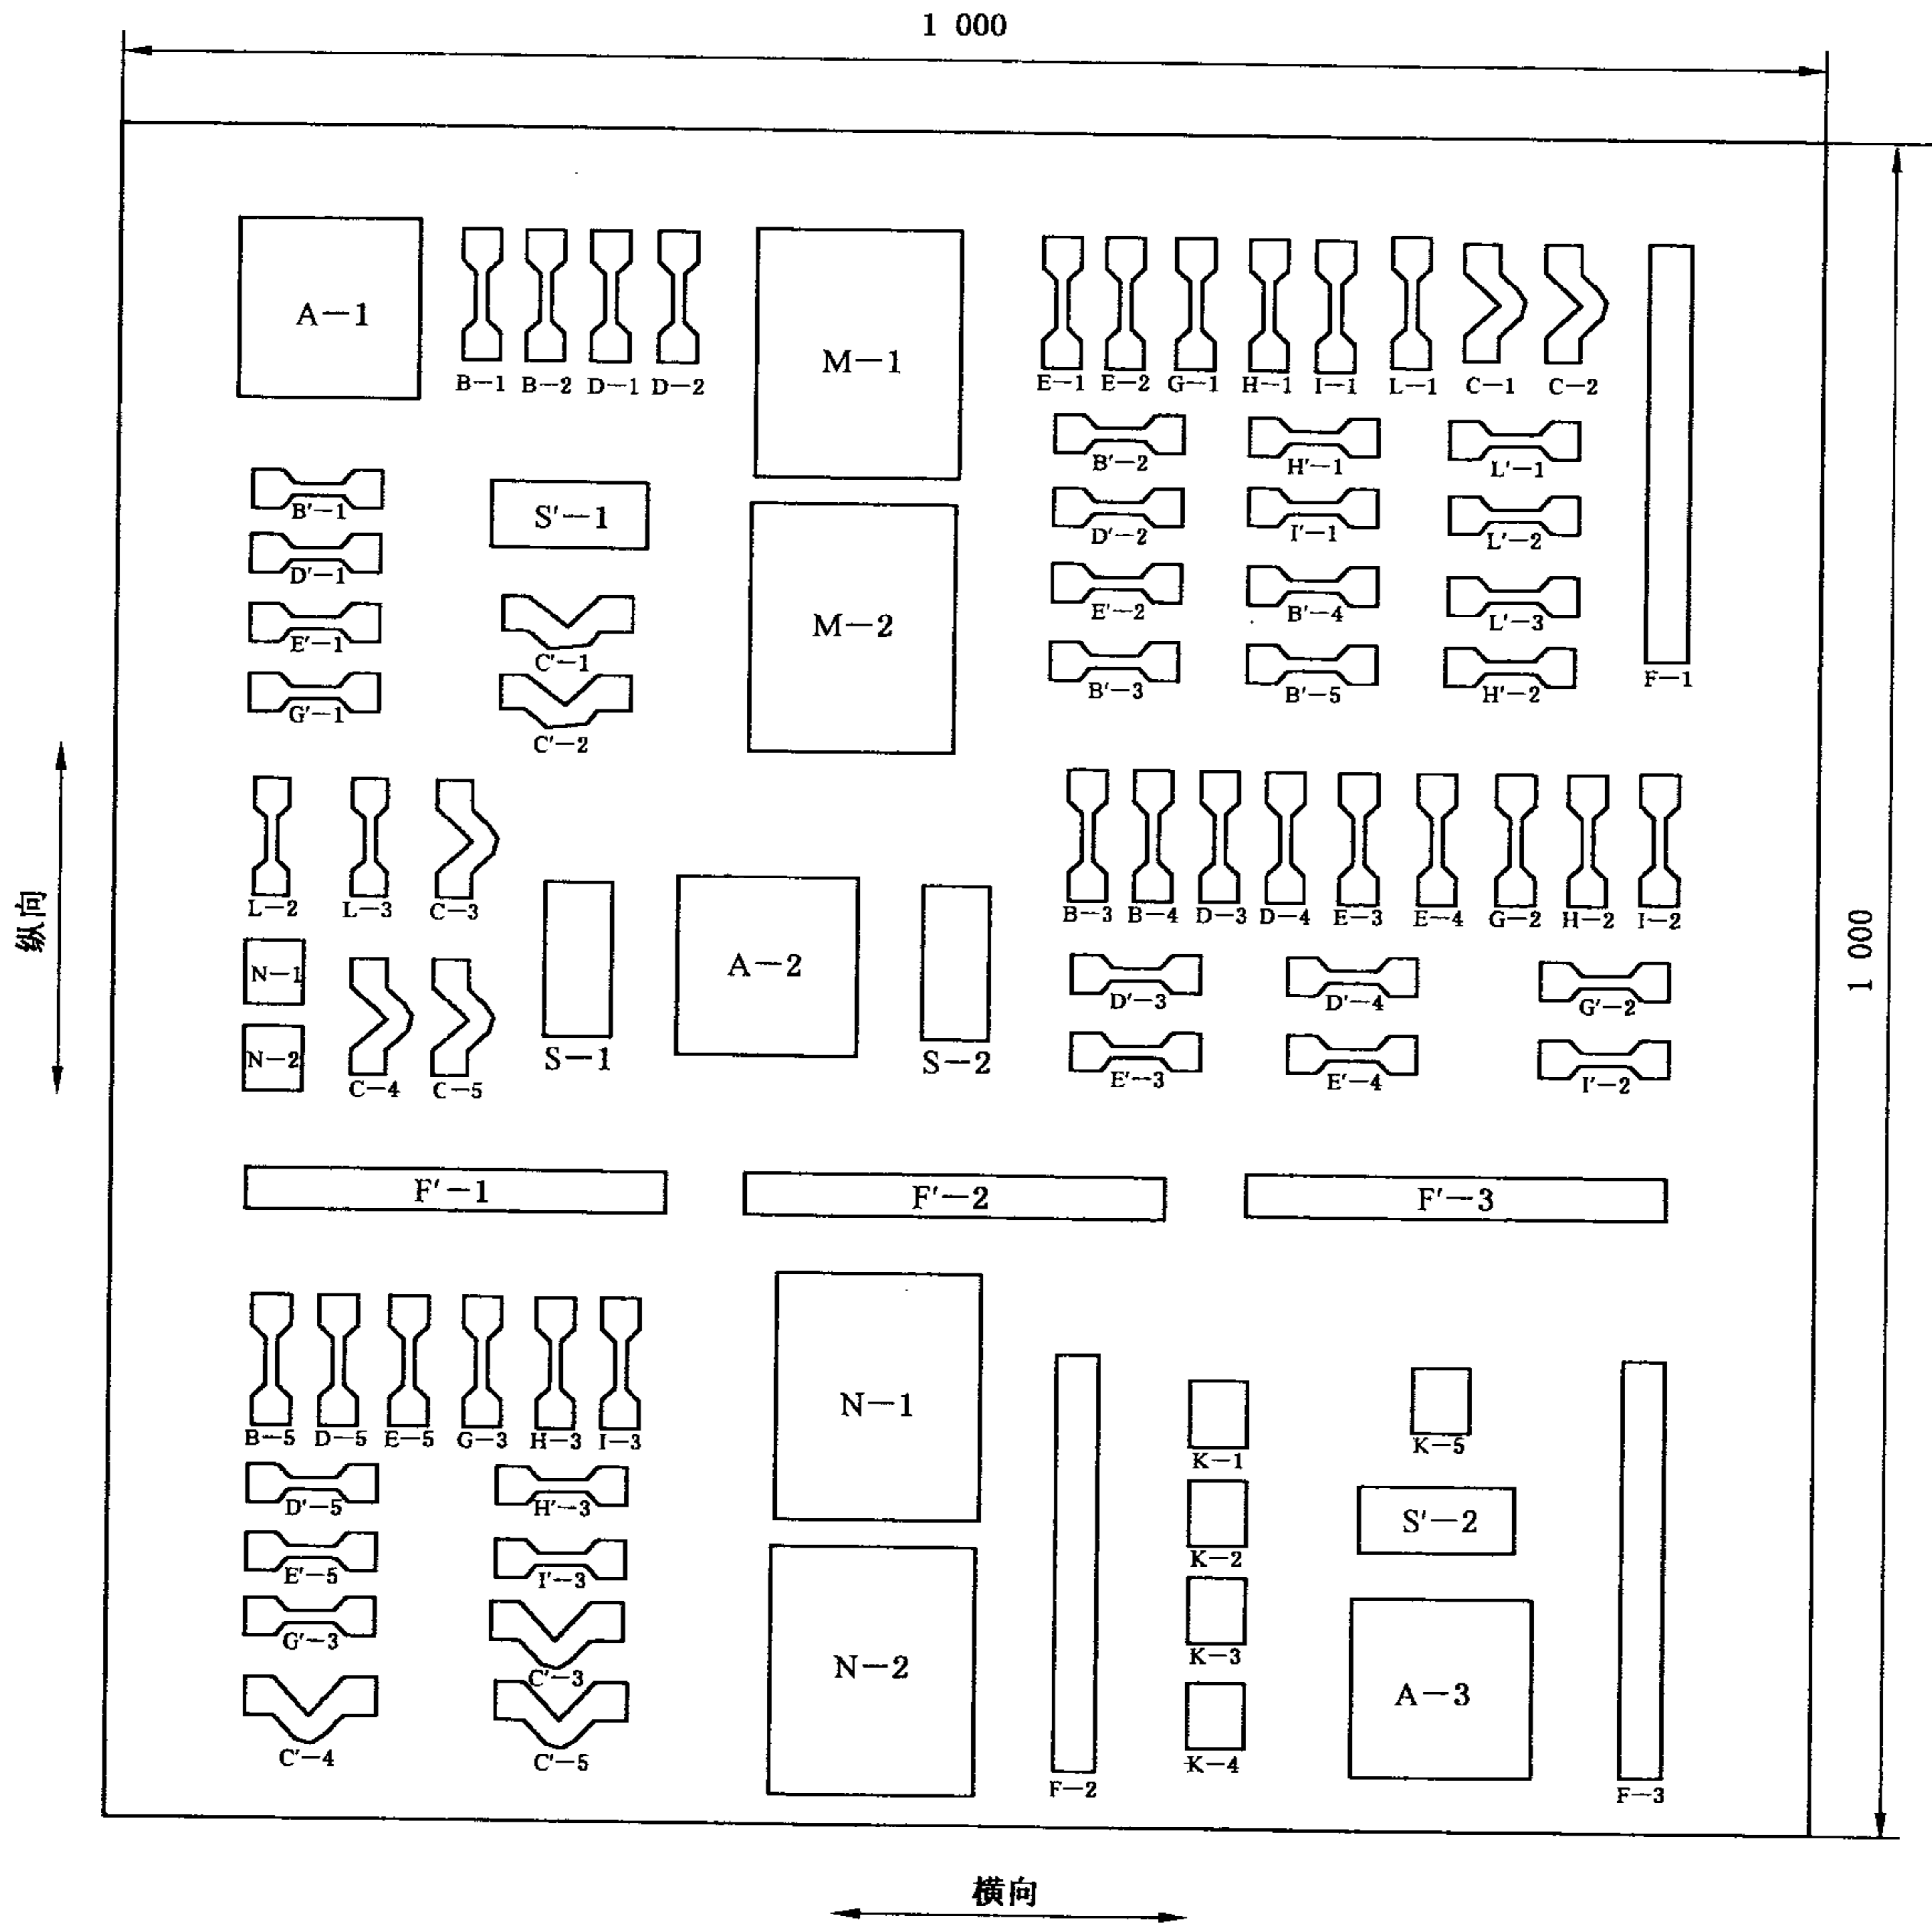 1 000
A—1
M—1
B—1 B—2 D—1 D—2
E—1 E—2 G—1 H—1 I—1 L—1 C—1 C—2
B′—2 H′—1 L′—1
B′—1
S′—1
D′—2 I′—1 L′—2
D′—1
E′—2 B′—4 L′—3
M—2
E′—1
C′—1
B′—3 B′—5 H′—2 F—1
G′—1
C′—2
L—2 L—3 C—3
B—3 B—4 D—3 D—4 E—3 E—4 G—2 H—2 I—2
纵向
1 000
N—1
A—2
D′—3 D′—4 G′—2
N—2
S—1
S—2
C—4 C—5
E′—3 E′—4 I′—2
F′—1 F′—2 F′—3
N—1
B—5 D—5 E—5 G—3 H—3 I—3
K—1
K—5
D′—5 H′—3
S′—2
K—2
E′—5 I′—3
G′—3
K—3
N—2
C′—3
A—3
C′—4 C′—5
K—4
F—2
F—3
横向